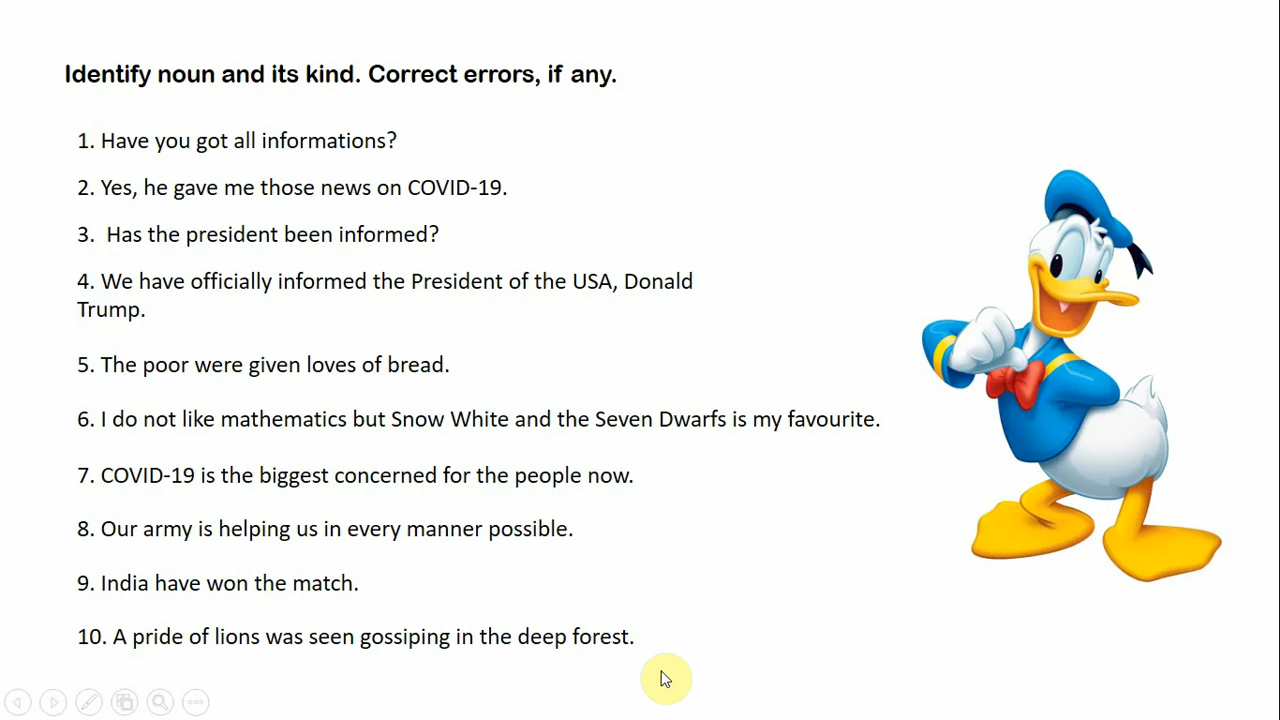 Identify noun and its kind. Correct errors, if any.
1. Have you got all informations?
2. Yes, he gave me those news on COVID-19.
3.  Has the president been informed?
4. We have officially informed the President of the USA, Donald
Trump.
5. The poor were given loves of bread.
6. I do not like mathematics but Snow White and the Seven Dwarfs is my favourite.
7. COVID-19 is the biggest concerned for the people now.
8. Our army is helping us in every manner possible.
9. India have won the match.
10. A pride of lions was seen gossiping in the deep forest.